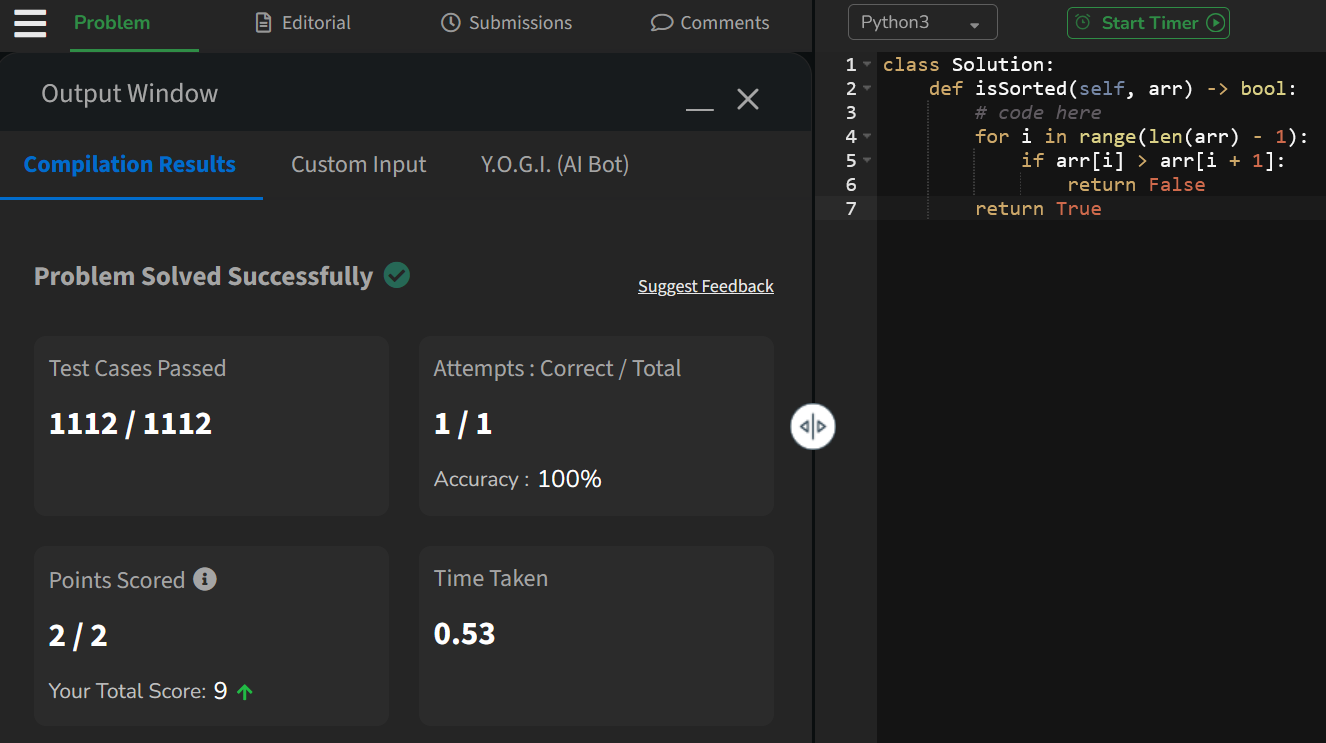 Problem
Editorial
Submissions
Comments
Output Window
Compilation Results
Custom Input
Y.O.G.I. (AI Bot)
Problem Solved Successfully
Suggest Feedback
Test Cases Passed
1112 / 1112
Attempts : Correct / Total
1 / 1
Accuracy : 100%
Points Scored
2 / 2
Your Total Score: 9
Time Taken
0.53
Python3
Start Timer
1 class Solution:
2     def isSorted(self, arr) -> bool:
3         # code here
4         for i in range(len(arr) - 1):
5             if arr[i] > arr[i + 1]:
6                 return False
7         return True